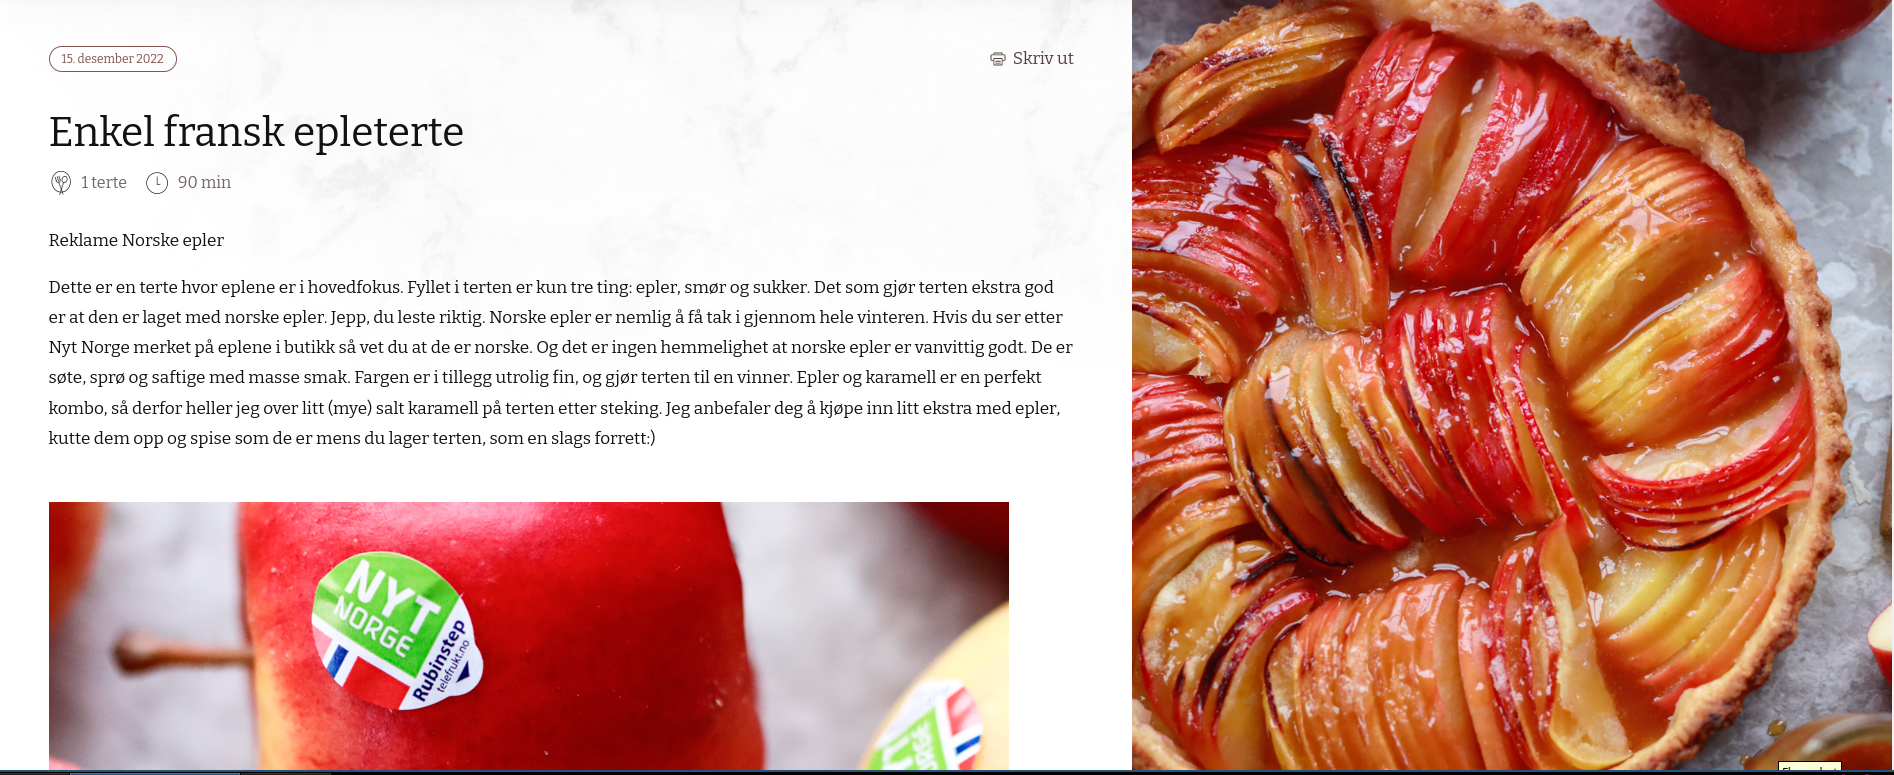 15. desember 2022
Skriv ut
Enkel fransk epleterte
1 terte 90 min
Reklame Norske epler
Dette er en terte hvor eplene er i hovedfokus. Fyllet i terten er kun tre ting: epler, smør og sukker. Det som gjør terten ekstra god
er at den er laget med norske epler. Jepp, du leste riktig. Norske epler er nemlig å få tak i gjennom hele vinteren. Hvis du ser etter
Nyt Norge merket på eplene i butikk så vet du at de er norske. Og det er ingen hemmelighet at norske epler er vanvittig godt. De er
søte, sprø og saftige med masse smak. Fargen er i tillegg utrolig fin, og gjør terten til en vinner. Epler og karamell er en perfekt
kombo, så derfor heller jeg over litt (mye) salt karamell på terten etter steking. Jeg anbefaler deg å kjøpe inn litt ekstra med epler,
kutte dem opp og spise som de er mens du lager terten, som en slags forrett:)
NYT
NORGE
Rubinstep
telefrukt.no